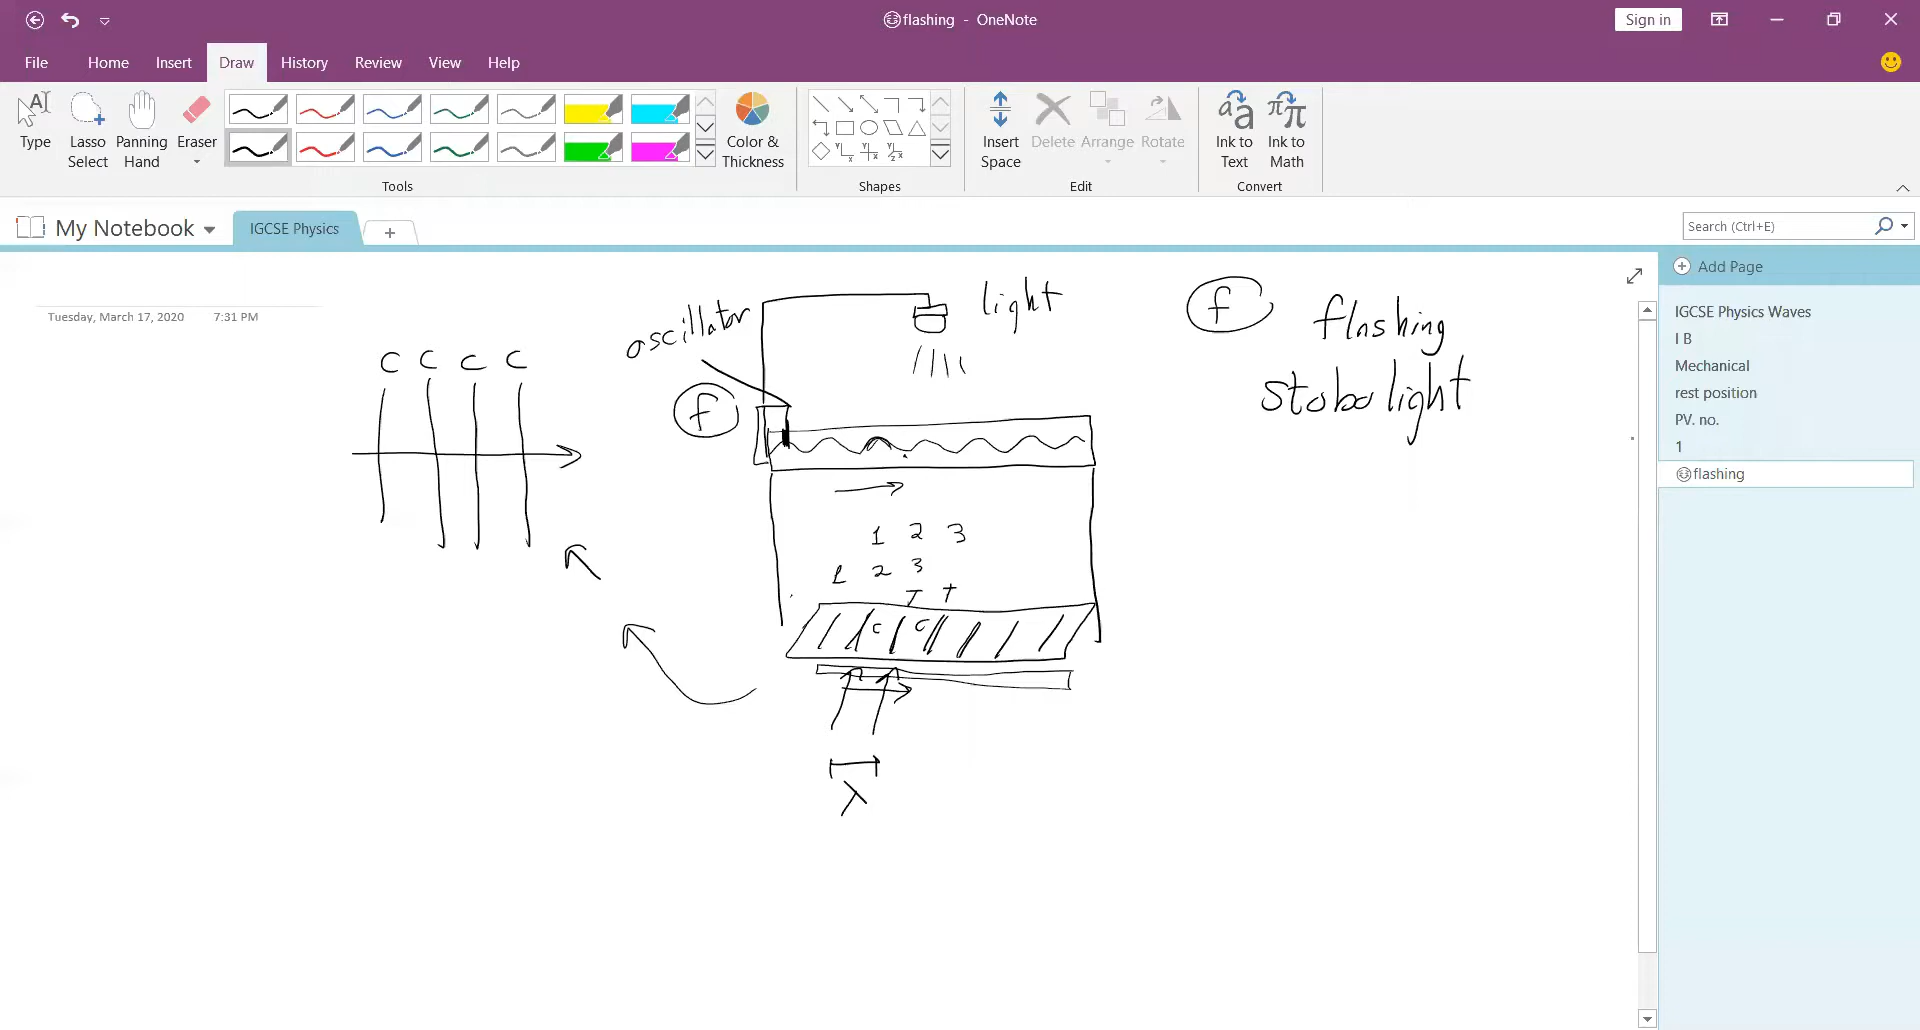 flashing - OneNote
Sign in
File Home Insert Draw History Review View Help
Type
Lasso Select
Panning Hand
Eraser
Color & Thickness
Insert Space
Delete
Arrange
Rotate
Ink to Text
Ink to Math
Tools
Shapes
Edit
Convert
My Notebook
IGCSE Physics
Search (Ctrl+E)
Add Page
IGCSE Physics Waves
I B
Mechanical
rest position
PV. no.
1
flashing
Tuesday, March 17, 2020 7:31 PM
light
f
flashing
stobolight
oscillator
f
C C C C
1 2 3
1 2 3
T T
C C
λ